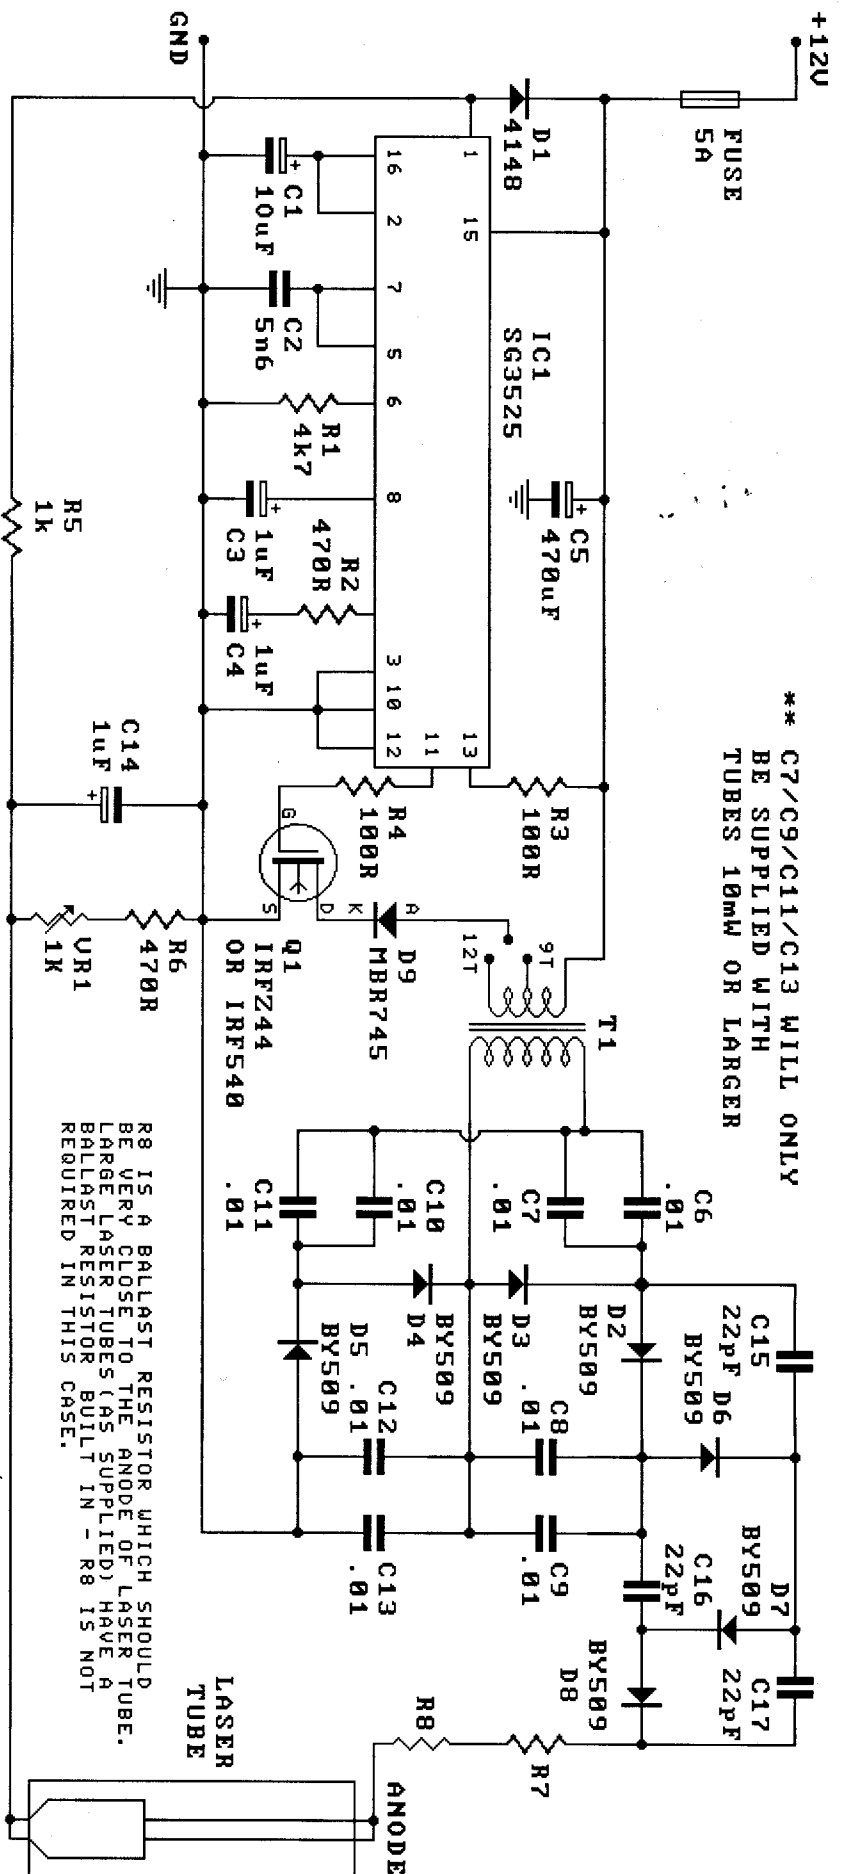 +12V
FUSE
5A
GND
D1
4148
1
16
2
15
7
5
6
8
3
10
12
11
13
IC1
SG3525
C1
10uF
C2
5n6
R1
4k7
C3
1uF
R2
470R
C4
1uF
C5
470uF
R5
1k
C14
1uF
R3
100R
R4
100R
G
D
S
Q1
IRFZ44
OR IRF540
K
A
D9
MBR745
9T
12T
T1
R6
470R
VR1
1K
** C7/C9/C11/C13 WILL ONLY
BE SUPPLIED WITH
TUBES 10mW OR LARGER
C6
.01
C7
.01
C10
.01
C11
.01
D2
BY509
D3
BY509
D4
BY509
D5
BY509
C15
22pF
D6
BY509
C8
.01
C12
.01
C9
.01
C13
.01
C16
22pF
D7
BY509
C17
22pF
D8
BY509
R7
R8
ANODE
LASER
TUBE
R8 IS A BALLAST RESISTOR WHICH SHOULD
BE VERY CLOSE TO THE ANODE OF LASER TUBE.
LARGE LASER TUBES(AS SUPPLIED) HAVE A
BALLAST RESISTOR BUILT IN - R8 IS NOT
REQUIRED IN THIS CASE.